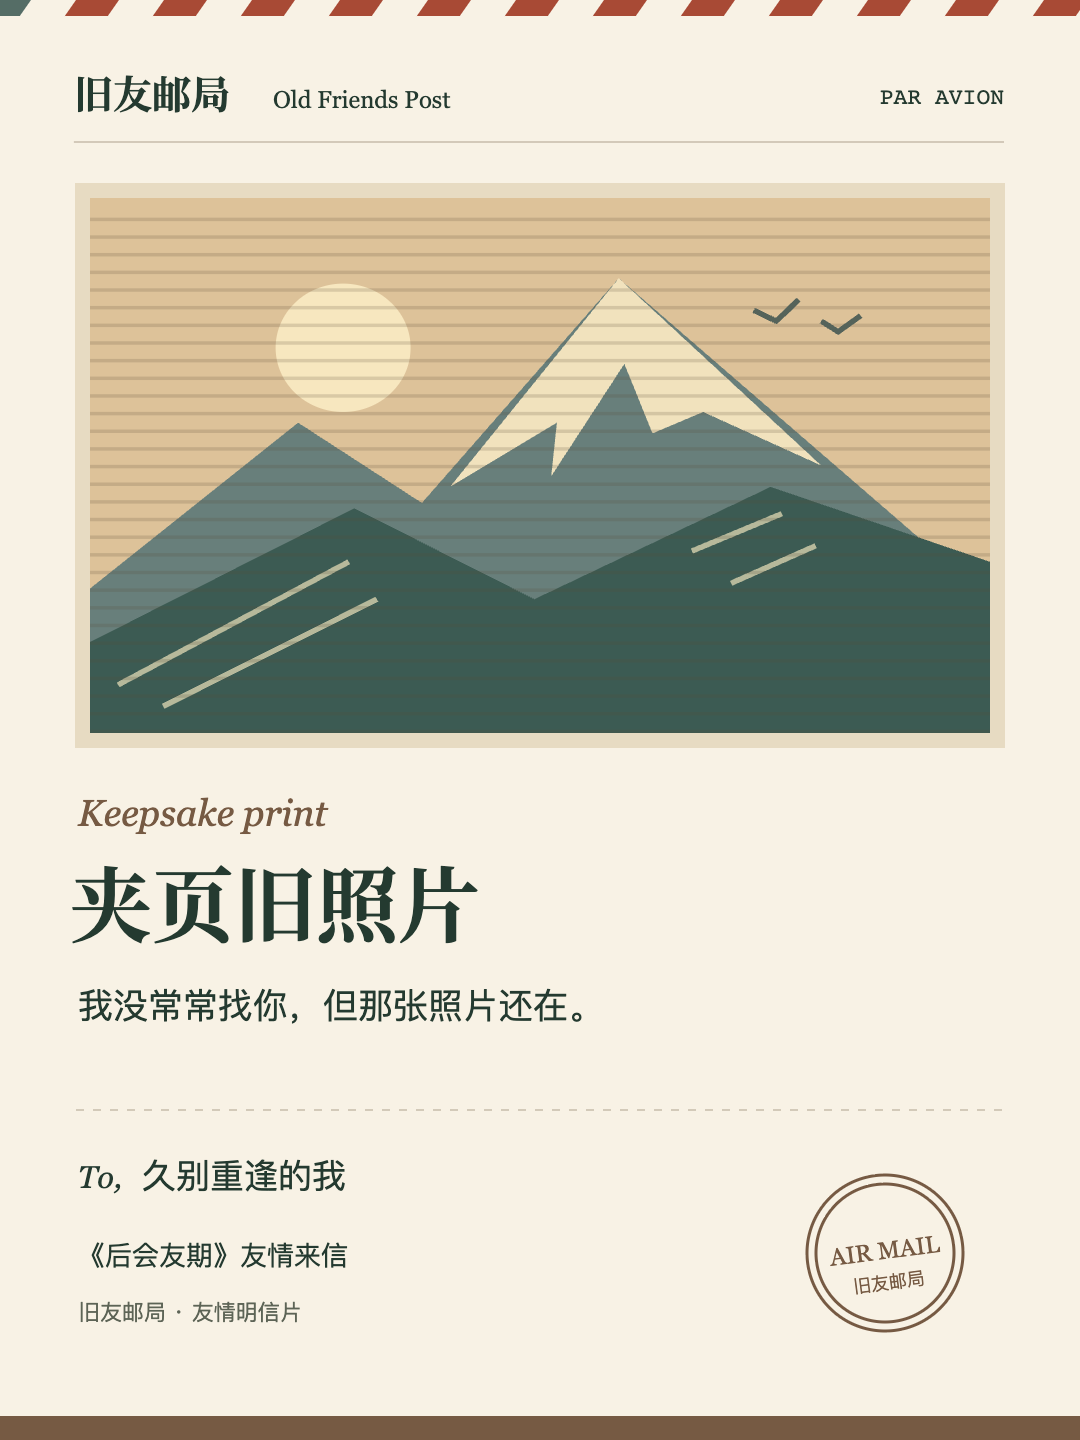 旧友邮局 Old Friends Post PAR AVION
Keepsake print
夹页旧照片
我没常常找你，但那张照片还在。
To, 久别重逢的我
《后会友期》友情来信
旧友邮局 · 友情明信片
AIR MAIL
旧友邮局